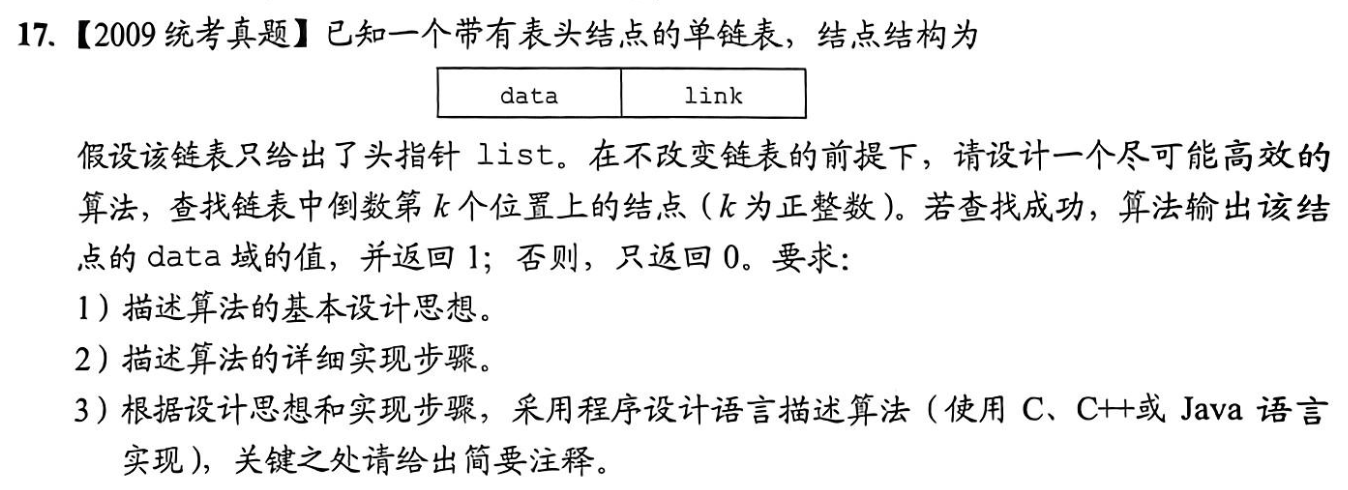 17.【2009统考真题】已知一个带有表头结点的单链表，结点结构为
data link
假设该链表只给出了头指针 list。在不改变链表的前提下，请设计一个尽可能高效的
算法，查找链表中倒数第 k 个位置上的结点（k 为正整数）。若查找成功，算法输出该结
点的 data 域的值，并返回 1；否则，只返回 0。要求：
1）描述算法的基本设计思想。
2）描述算法的详细实现步骤。
3）根据设计思想和实现步骤，采用程序设计语言描述算法（使用 C、C++或 Java 语言
实现），关键之处请给出简要注释。